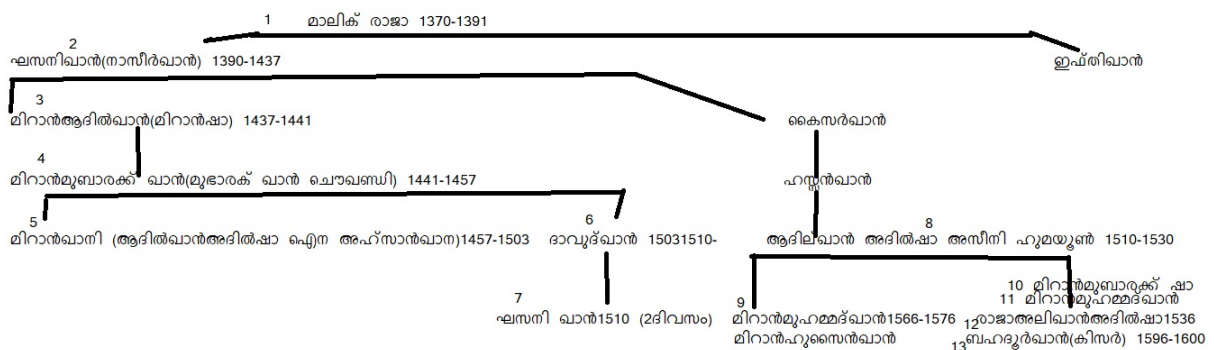 1 മാലിക് രാജാ 1370-1391
2
ഘസനിഖാൻ(നാസീർഖാൻ) 1390-1437 ഇഫ്തിഖാൻ
3
മിറാൻആദിൽഖാൻ(മിറാൻഷാ) 1437-1441 കൈസർഖാൻ
4
മിറാൻമുബാരക്ക് ഖാൻ(മുഭാരക് ഖാൻ ചൌഖണ്ഡി) 1441-1457 ഹസ്സൻഖാൻ
5 6 8
മിറാൻഖാനി (ആദിൽഖാൻഅദിൽഷാ ഐന അഹ്സാൻഖാന)1457-1503 ദാവുദ്ഖാൻ 15031510- ആദില്ഖാൻ അദിൽഷാ അസീനി ഹുമയൂൺ 1510-1530
10 മിറാൻമുബാരക്ക് ഷാ
7 9 11 മിറാൻമുഹമ്മദ്ഖാൻ
ഘസനി ഖാൻ1510 (2ദിവസം) മിറാൻമുഹമ്മദ്ഖാൻ1566-1576 12 രാജാഅലിഖാൻഅദിൽഷാ1536
മിറാൻഹുസൈൻഖാൻ 13 ബഹദൂർഖാൻ(കിസർ) 1596-1600